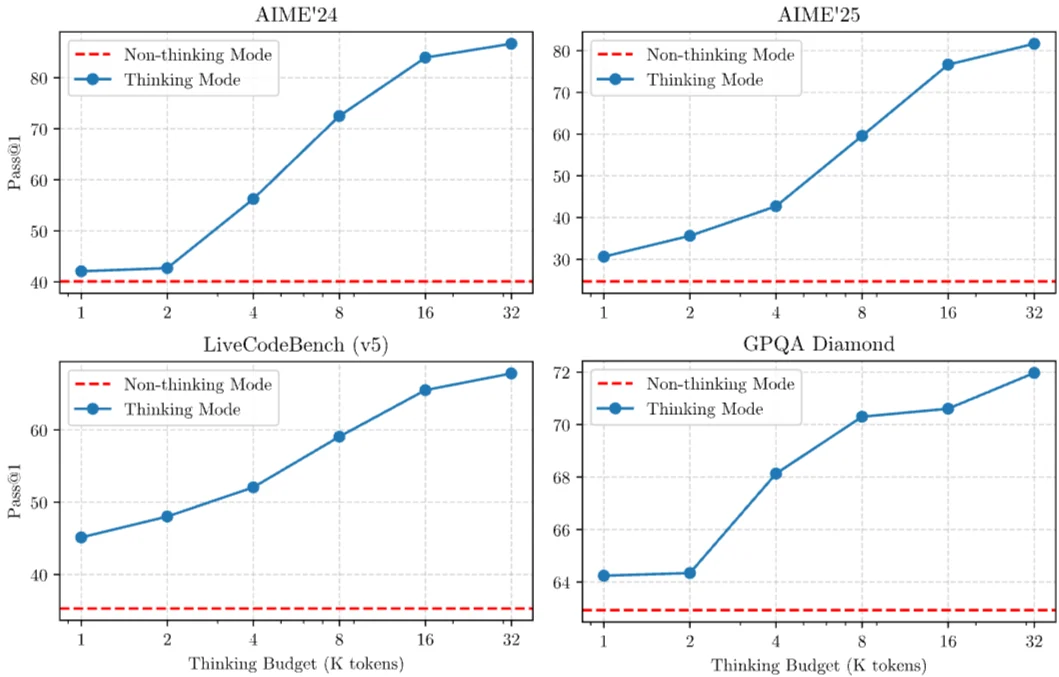 AIME'24
Non-thinking Mode
Thinking Mode
Pass@1
80
70
60
50
40
1 2 4 8 16 32
AIME'25
Non-thinking Mode
Thinking Mode
80
70
60
50
40
30
1 2 4 8 16 32
LiveCodeBench (v5)
Non-thinking Mode
Thinking Mode
Pass@1
60
50
40
1 2 4 8 16 32
Thinking Budget (K tokens)
GPQA Diamond
Non-thinking Mode
Thinking Mode
72
70
68
66
64
1 2 4 8 16 32
Thinking Budget (K tokens)